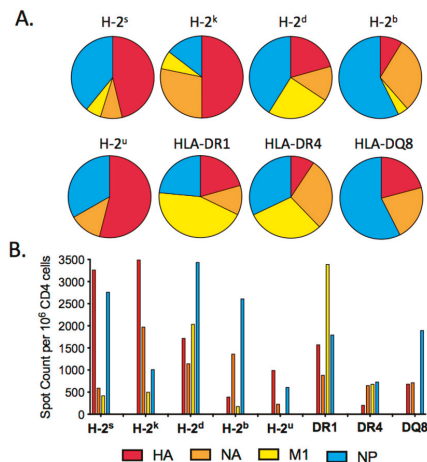 A.
H-2ˢ H-2ᵏ H-2ᵈ H-2ᵇ
H-2ᵘ HLA-DR1 HLA-DR4 HLA-DQ8
B.
Spot Count per 10⁶ CD4 cells
3500
3000
2500
2000
1500
1000
500
0
H-2ˢ H-2ᵏ H-2ᵈ H-2ᵇ H-2ᵘ DR1 DR4 DQ8
HA NA M1 NP